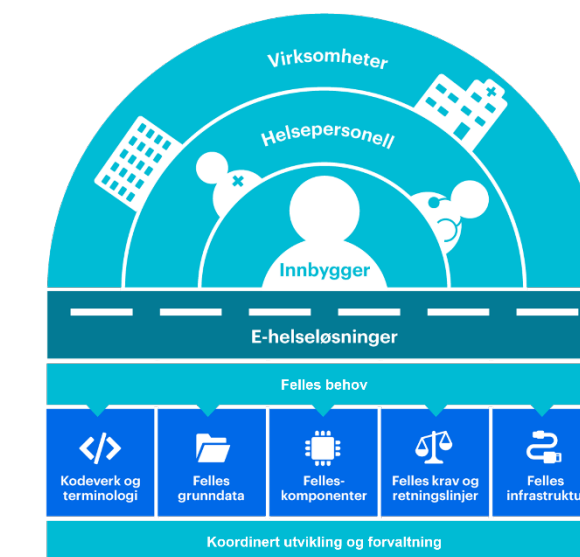 Virksomheter
Helsepersonell
Innbygger
E-helseløsninger
Felles behov
Kodeverk og
terminologi
Felles
grunndata
Felles-
komponenter
Felles krav og
retningslinjer
Felles
infrastruktu
Koordinert utvikling og forvaltning